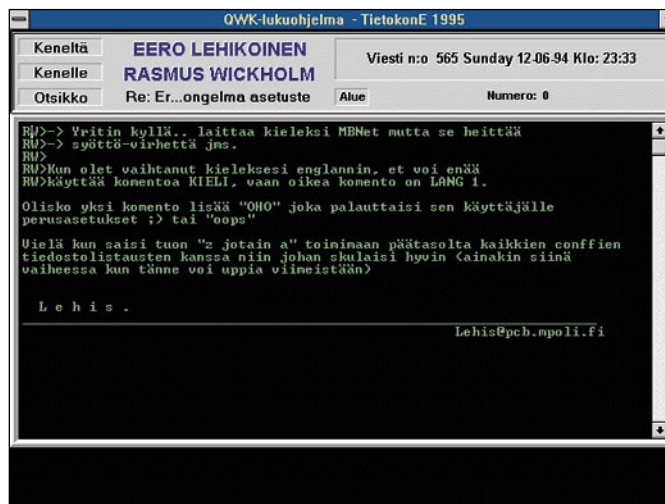 QWK-lukuohjelma - TietokonE 1995
Keneltä EERO LEHIKOINEN
Kenelle RASMUS WICKHOLM
Viesti n:o 565 Sunday 12-06-94 Klo: 23:33
Otsikko Re: Er...ongelma asetuste Alue Numero: 0
RW>-> Yritin kyllä.. laittaa kieleksi MBNet mutta se heittää
RW>-> syöttö-virhettä jms.
RW>
RW>Kun olet vaihtanut kieleksesi englannin, et voi enää
RW>käyttää komentoa KIELI, vaan oikea komento on LANG 1.
Olisko yksi komento lisää "OHO" joka palauttaisi sen käyttäjälle
perusasetukset ;) tai "oops"
Vielä kun saisi tuon "z jotain a" toimimaan päätasolta kaikkien conffien
tiedostolistausten kanssa niin johan skulaisi hyvin (ainakin siinä
vaiheessa kun tänne voi uppia viimeistään)
L e h i s .
Lehis@pcb.mpoli.fi